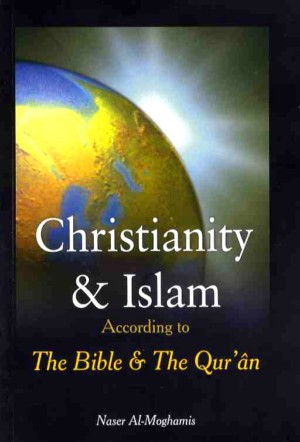 Christianity
& Islam
According to
The Bible & The Qur'ân
Naser Al-Moghamis